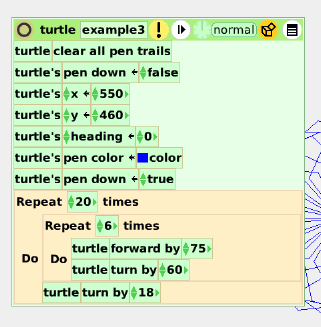 turtle example3 ! normal
turtle clear all pen trails
turtle's pen down ← false
turtle's x ← 550
turtle's y ← 460
turtle's heading ← 0
turtle's pen color ← color
turtle's pen down ← true
Repeat 20 times
Repeat 6 times
Do Do turtle forward by 75
turtle turn by 60
turtle turn by 18